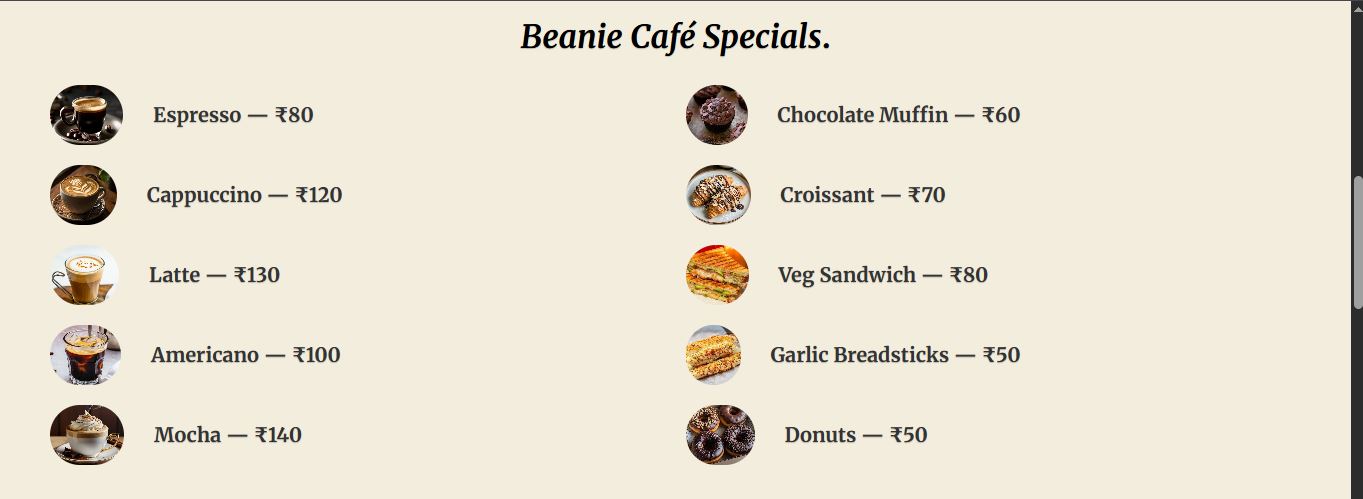 Beanie Café Specials.
Espresso — ₹80
Cappuccino — ₹120
Latte — ₹130
Americano — ₹100
Mocha — ₹140
Chocolate Muffin — ₹60
Croissant — ₹70
Veg Sandwich — ₹80
Garlic Breadsticks — ₹50
Donuts — ₹50